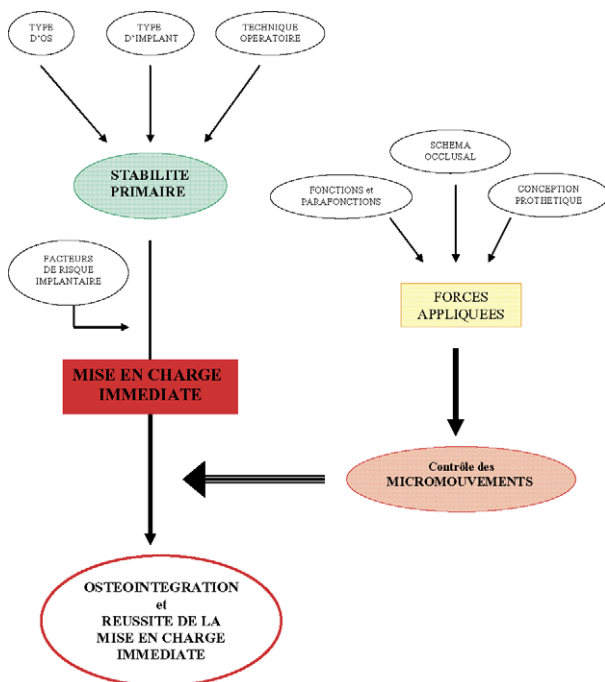 TYPE
D'OS
TYPE
D'IMPLANT
TECHNIQUE
OPERATOIRE
STABILITE
PRIMAIRE
SCHEMA
OCCLUSAL
FONCTIONS et
PARAFONCTIONS
CONCEPTION
PROTHETIQUE
FACTEURS
DE RISQUE
IMPLANTAIRE
FORCES
APPLIQUEES
MISE EN CHARGE
IMMEDIATE
Contrôle des
MICROMOUVEMENTS
OSTEOINTEGRATION
et
REUSSITE DE LA
MISE EN CHARGE
IMMEDIATE